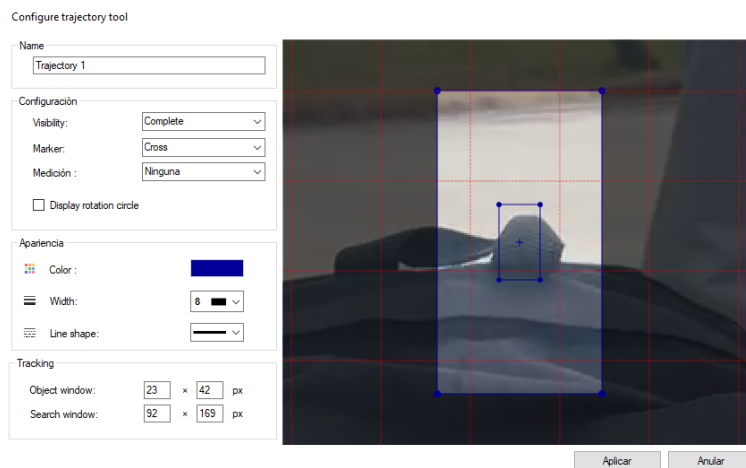 Configure trajectory tool
Name
Trajectory 1
Configuración
Visibility: Complete
Marker: Cross
Medición : Ninguna
Display rotation circle
Apariencia
Color :
Width: 8
Line shape:
Tracking
Object window: 23 × 42 px
Search window: 92 × 169 px
Aplicar Anular